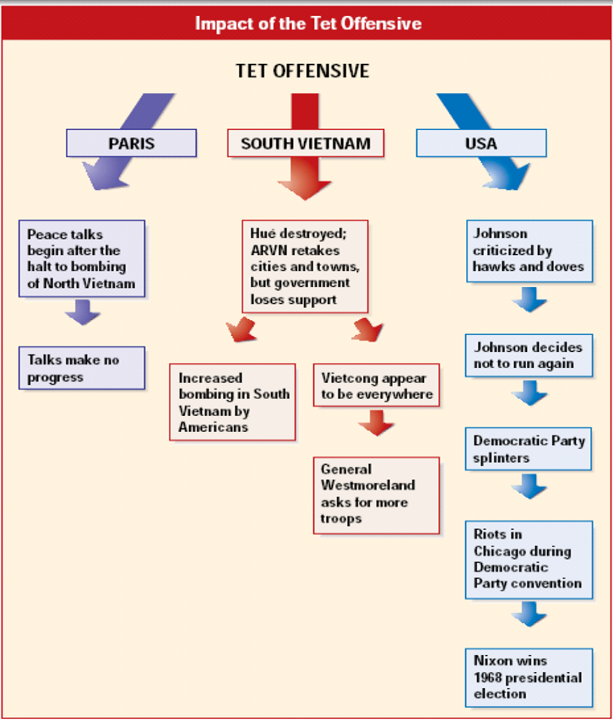 Impact of the Tet Offensive
TET OFFENSIVE
PARIS
SOUTH VIETNAM
USA
Peace talks
begin after the
halt to bombing
of North Vietnam
Talks make no
progress
Hué destroyed;
ARVN retakes
cities and towns,
but government
loses support
Increased
bombing in South
Vietnam by
Americans
Vietcong appear
to be everywhere
General
Westmoreland
asks for more
troops
Johnson
criticized by
hawks and doves
Johnson decides
not to run again
Democratic Party
splinters
Riots in
Chicago during
Democratic
Party convention
Nixon wins
1968 presidential
election